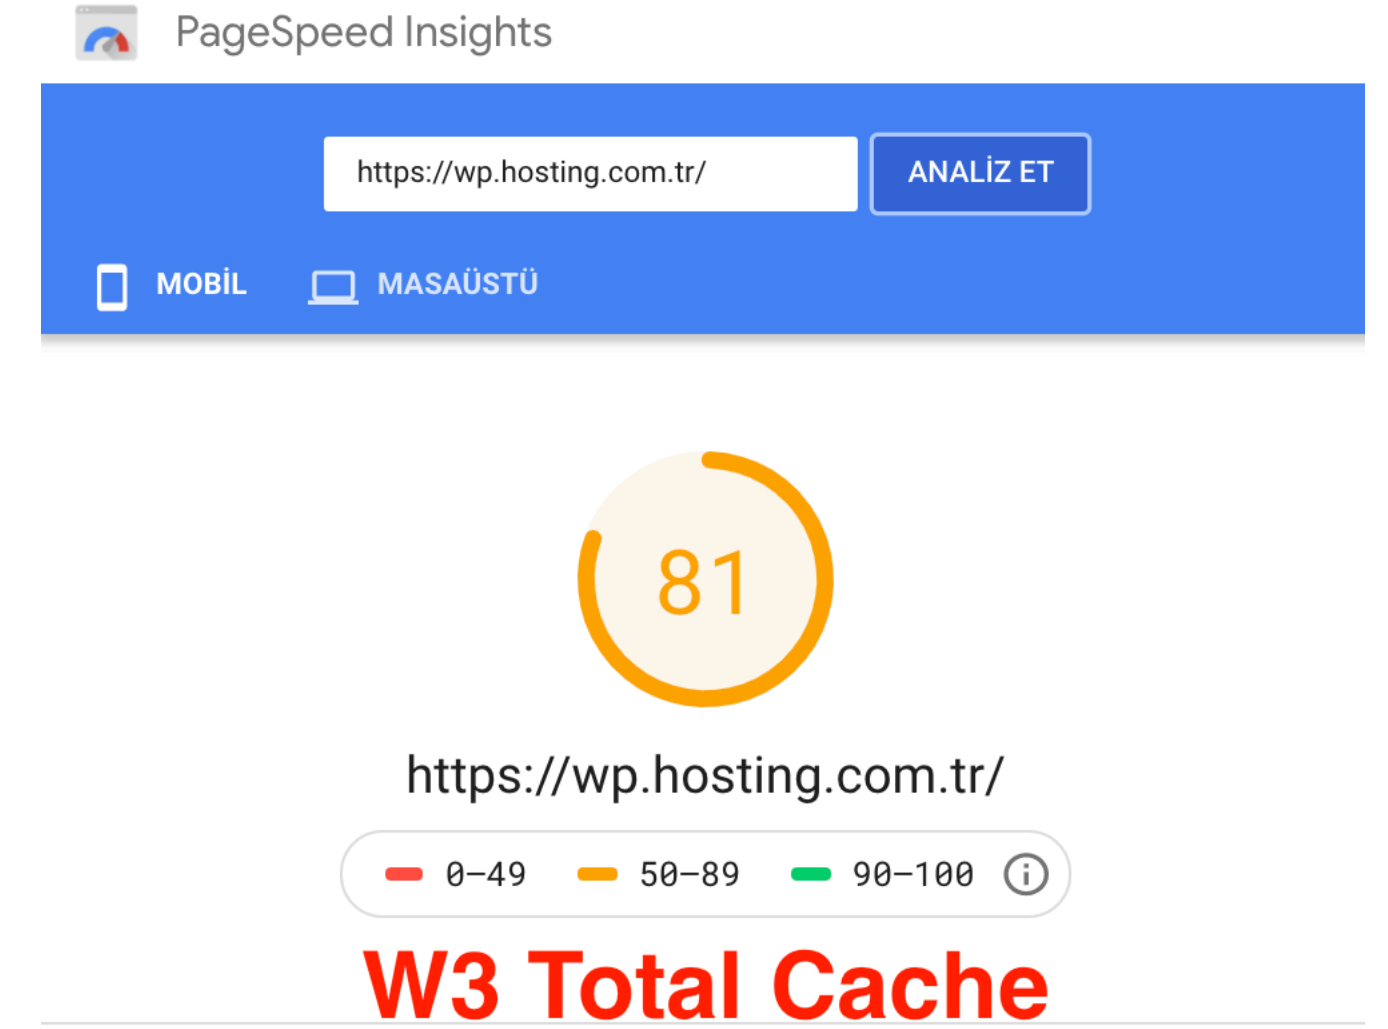 PageSpeed Insights
https://wp.hosting.com.tr/ ANALİZ ET
MOBİL MASAÜSTÜ
81
https://wp.hosting.com.tr/
0–49 50–89 90–100
W3 Total Cache